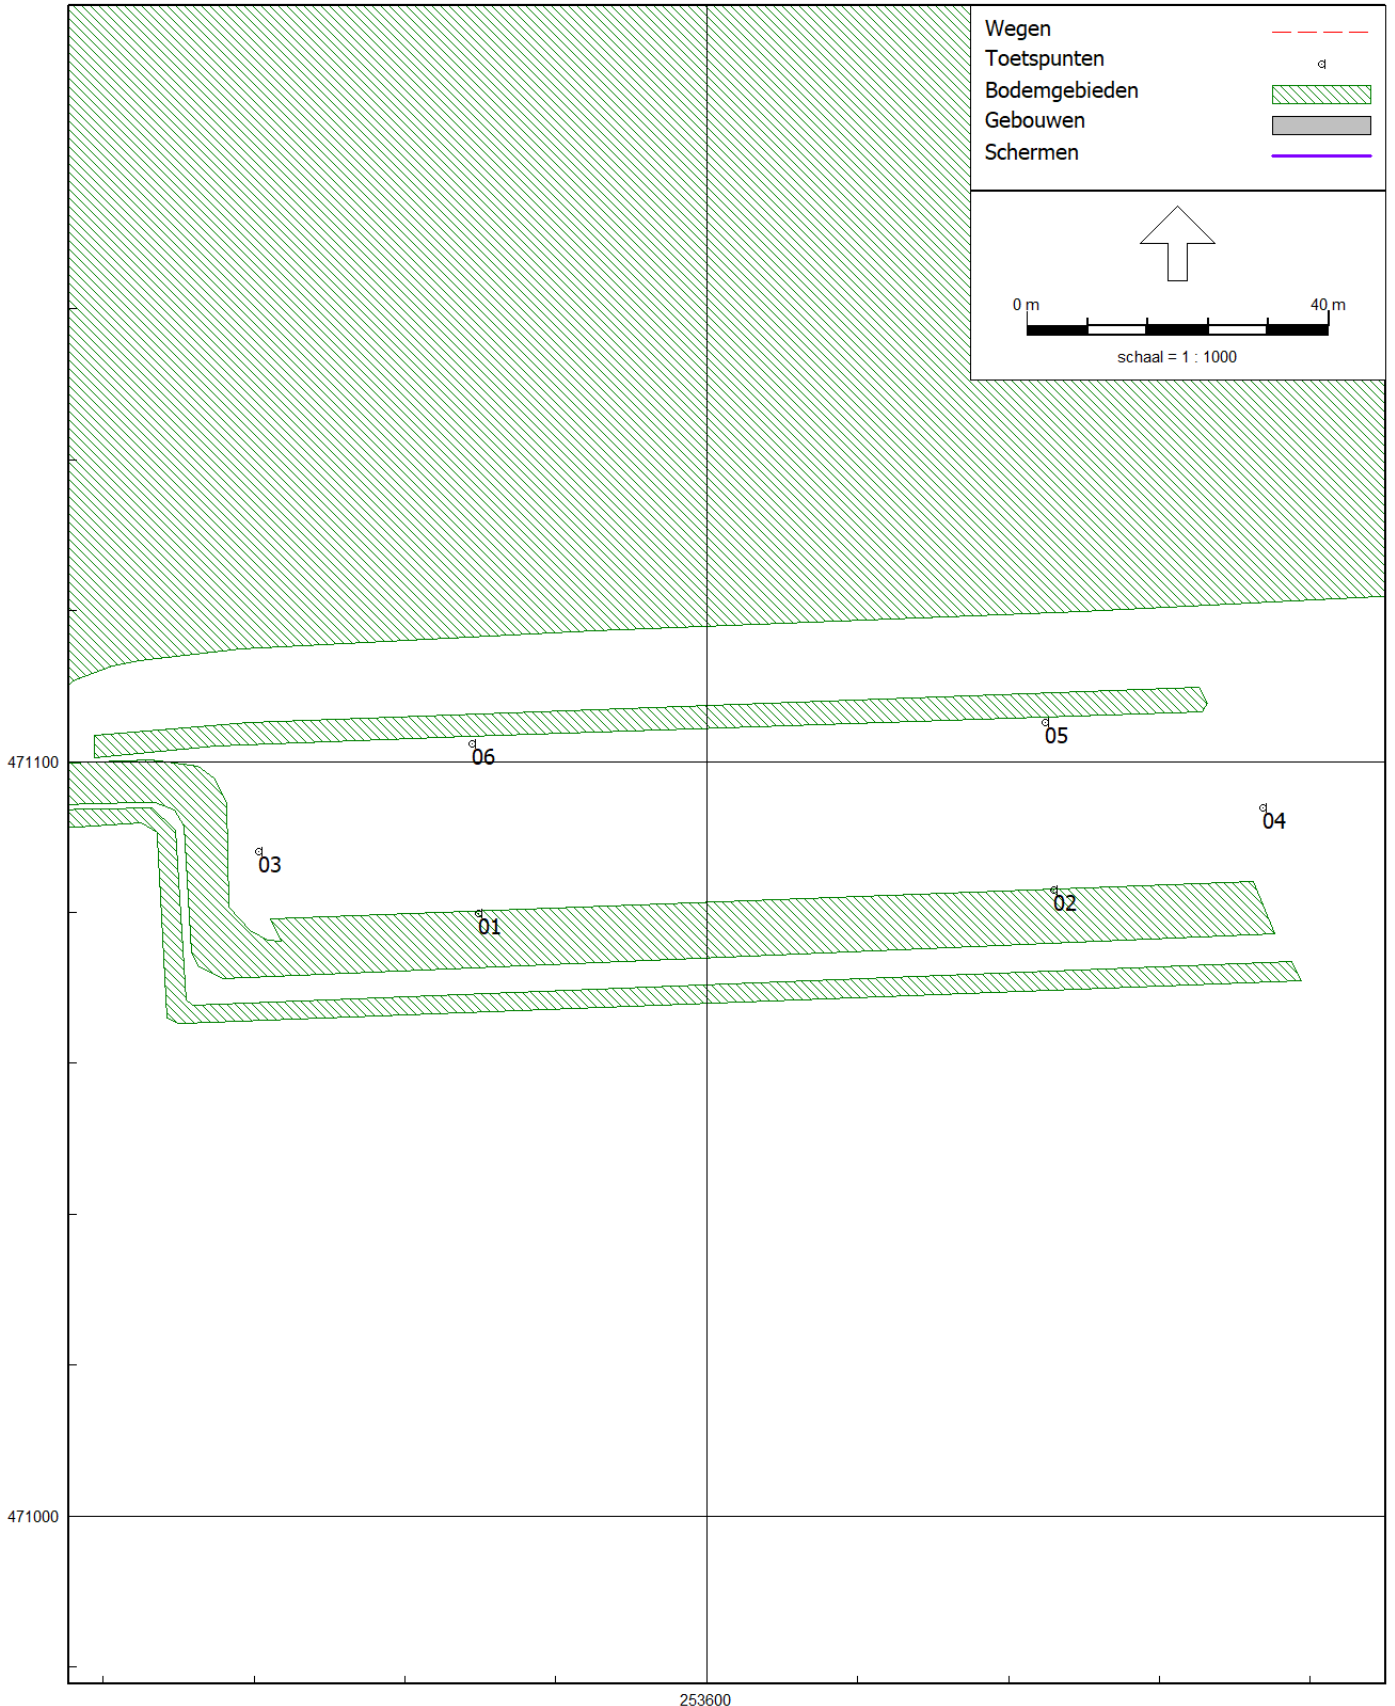 Wegen
Toetspunten
Bodemgebieden
Gebouwen
Schermen
0 m 40 m
schaal = 1 : 1000
05
06
471100
04
03
02
01
471000
253600